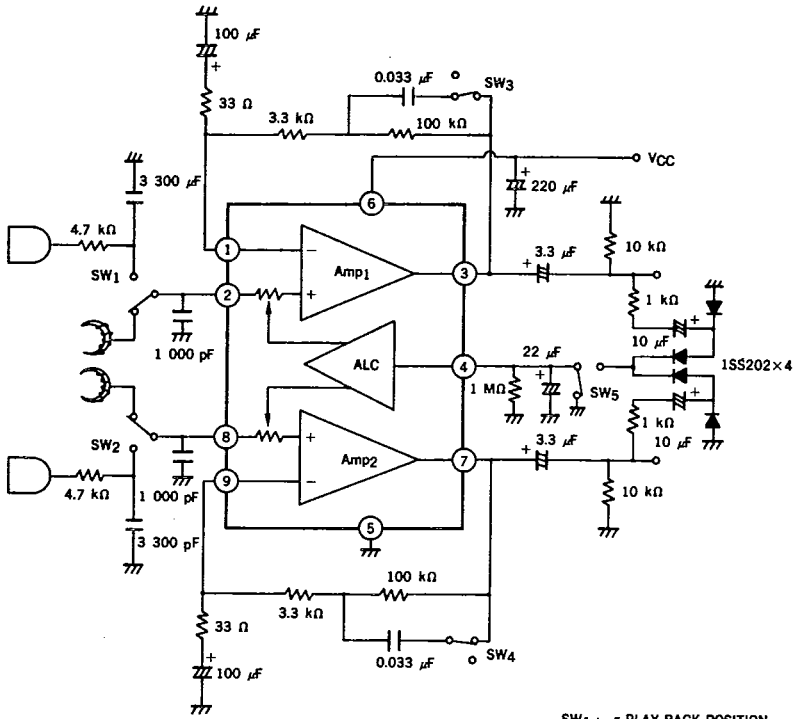 100 μF
+
33 Ω
3.3 kΩ
0.033 μF
SW3
100 kΩ
VCC
+
220 μF
3 300 μF
4.7 kΩ
SW1
1 000 pF
6
1
2
−
+
Amp1
3
3.3 μF
+
10 kΩ
1 kΩ
+
10 μF
1SS202×4
ALC
4
22 μF
+
1 MΩ
SW5
1 kΩ
+
10 μF
8
9
+
−
Amp2
7
3.3 μF
+
10 kΩ
5
SW2
4.7 kΩ
1 000 pF
3 300 pF
33 Ω
+
100 μF
3.3 kΩ
100 kΩ
0.033 μF
SW4
PLAY BACK POSITION